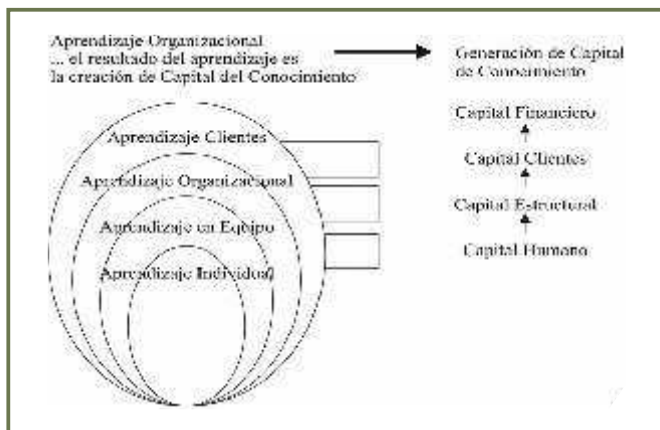 Aprendizaje Organizacional
... el resultado del aprendizaje es
la creación de Capital del Conocimiento
Generación de Capital
de Conocimiento
Aprendizaje Clientes
Aprendizaje Organizacional
Aprendizaje en Equipo
Aprendizaje Individual
Capital Financiero
Capital Clientes
Capital Estructural
Capital Humano